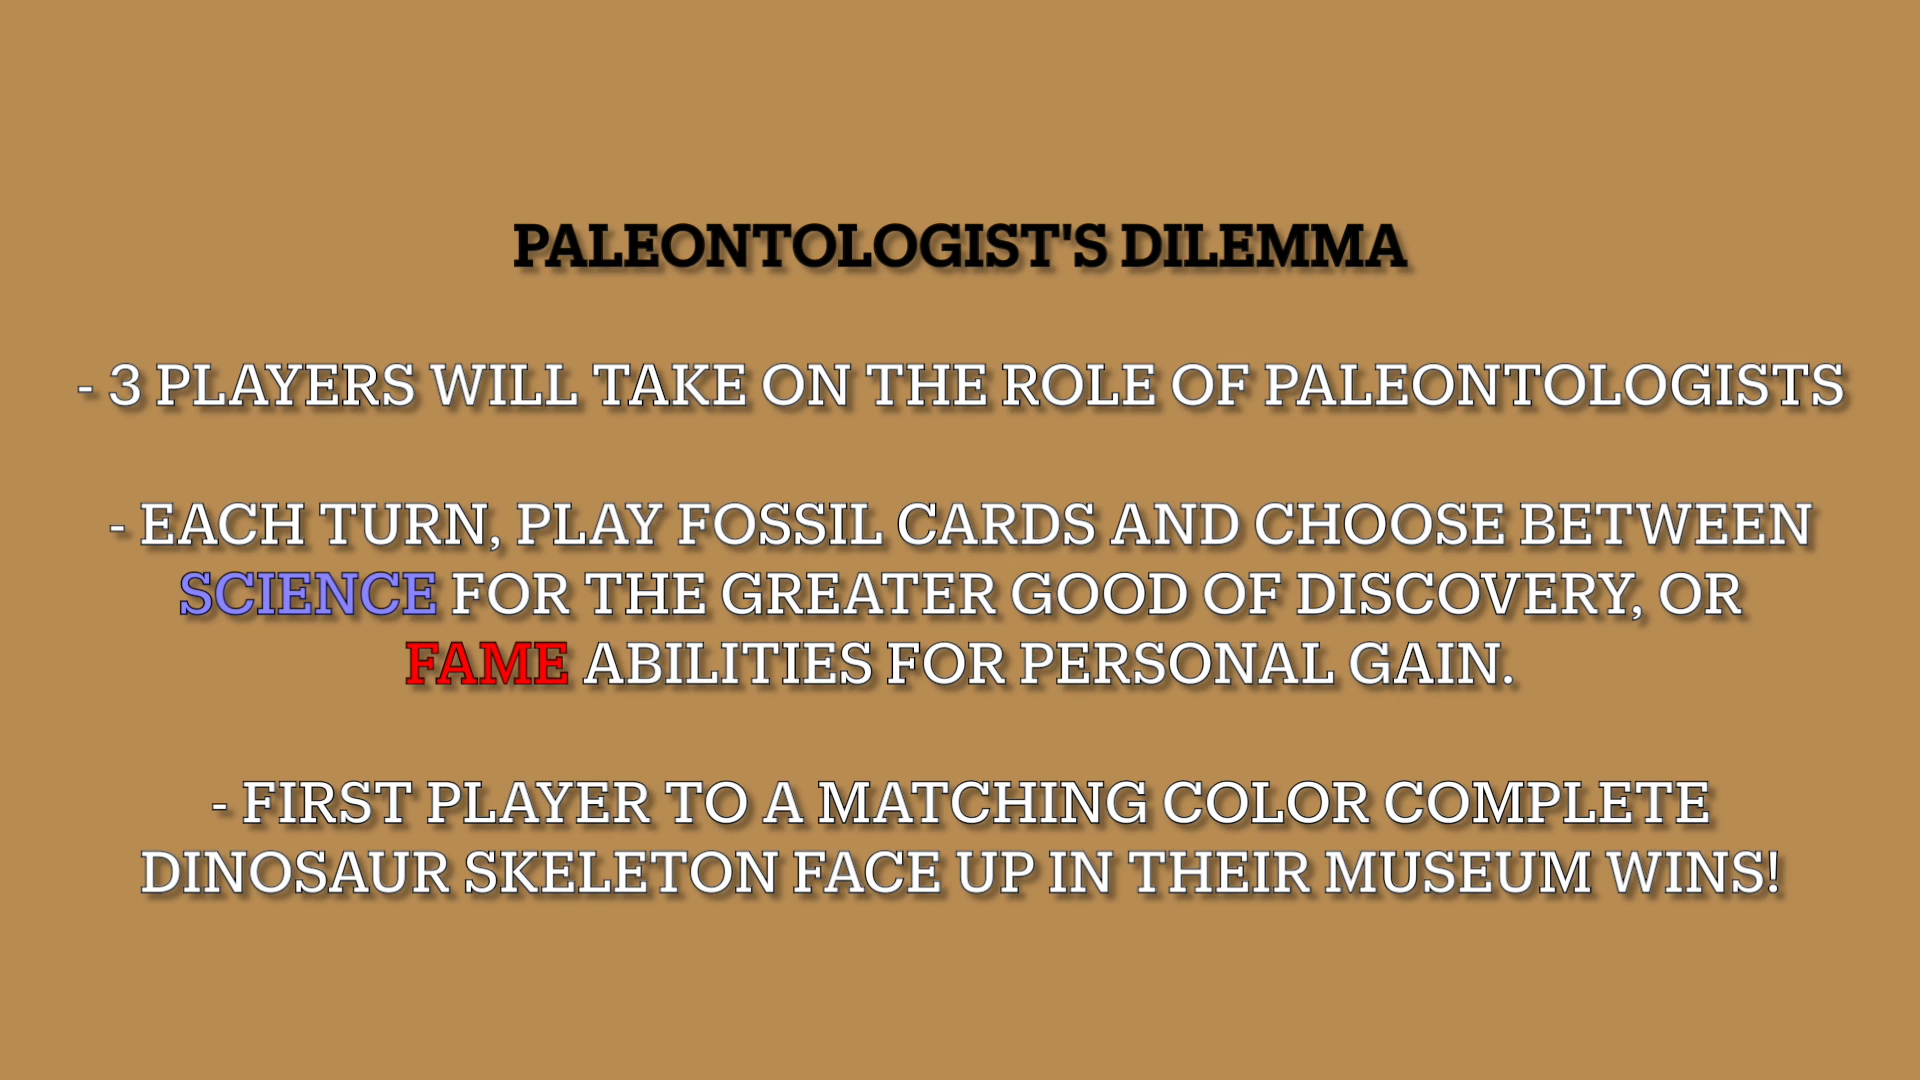 PALEONTOLOGIST'S DILEMMA
- 3 PLAYERS WILL TAKE ON THE ROLE OF PALEONTOLOGISTS
- EACH TURN, PLAY FOSSIL CARDS AND CHOOSE BETWEEN
SCIENCE FOR THE GREATER GOOD OF DISCOVERY, OR
FAME ABILITIES FOR PERSONAL GAIN.
- FIRST PLAYER TO A MATCHING COLOR COMPLETE
DINOSAUR SKELETON FACE UP IN THEIR MUSEUM WINS!